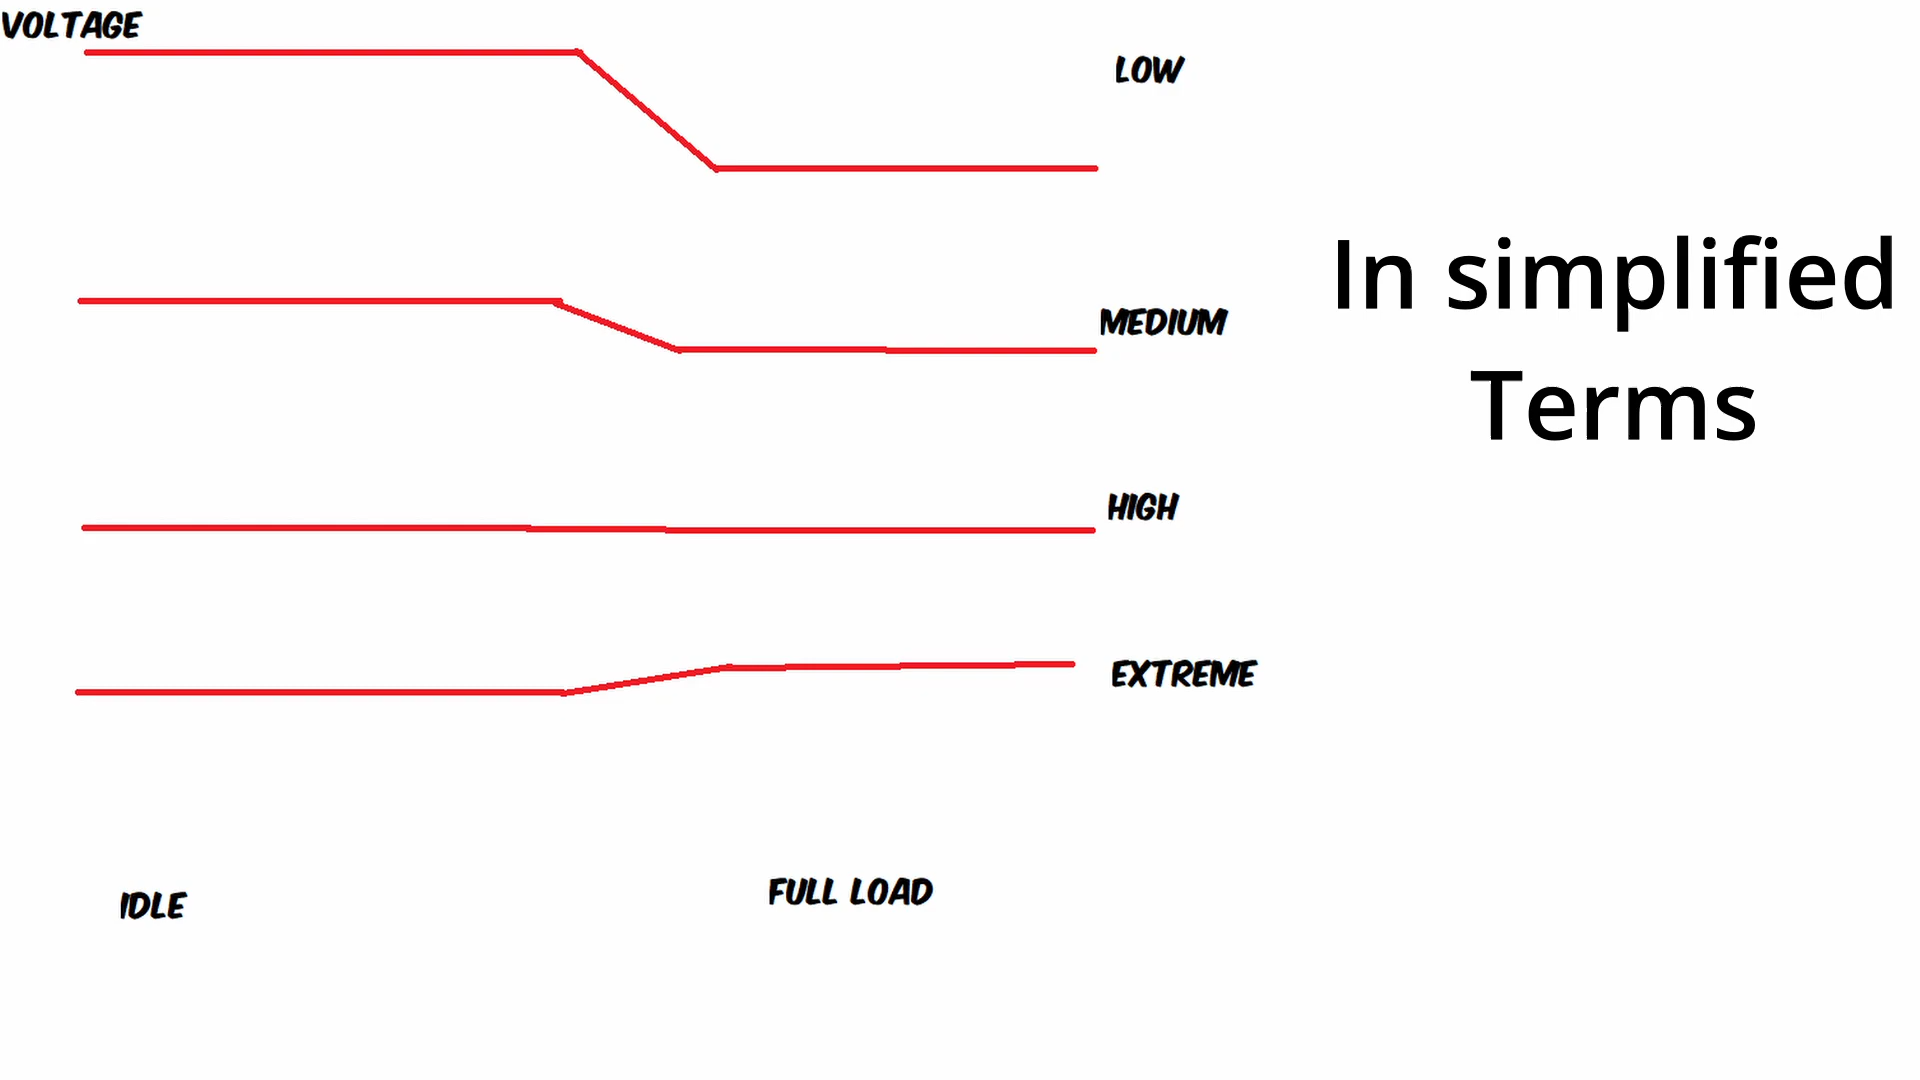 VOLTAGE
LOW
MEDIUM
HIGH
EXTREME
IDLE
FULL LOAD
In simplified
Terms